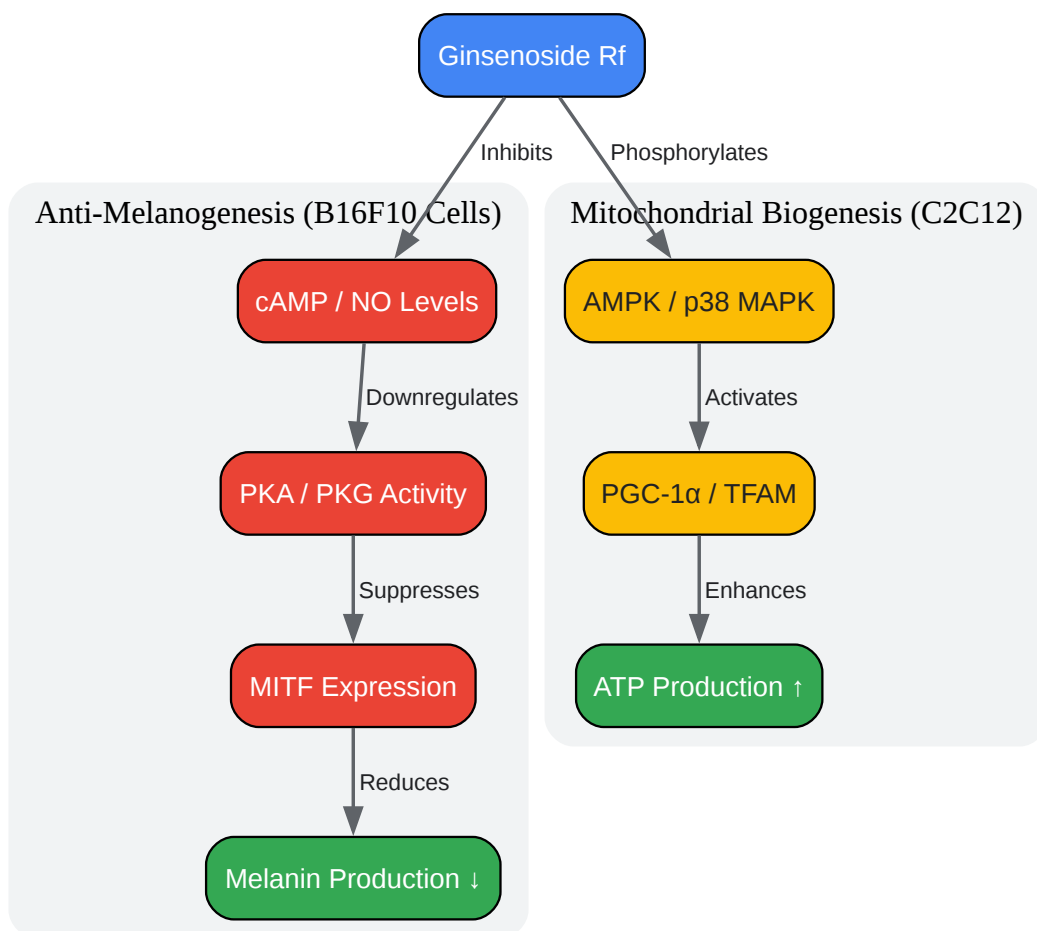 Ginsenoside Rf
Inhibits
Phosphorylates
Anti-Melanogenesis (B16F10 Cells)
Mitochondrial Biogenesis (C2C12)
cAMP / NO Levels
AMPK / p38 MAPK
Downregulates
Activates
PKA / PKG Activity
PGC-1α / TFAM
Suppresses
Enhances
MITF Expression
ATP Production ↑
Reduces
Melanin Production ↓